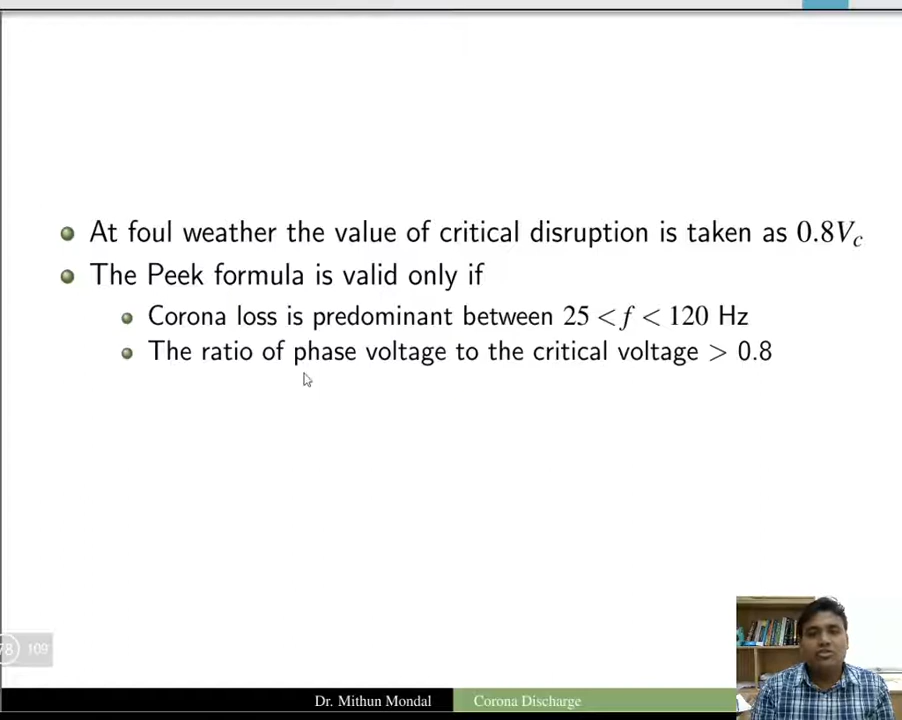 At foul weather the value of critical disruption is taken as 0.8V_c
The Peek formula is valid only if
Corona loss is predominant between 25 < f < 120 Hz
The ratio of phase voltage to the critical voltage > 0.8
78 109
Dr. Mithun Mondal Corona Discharge